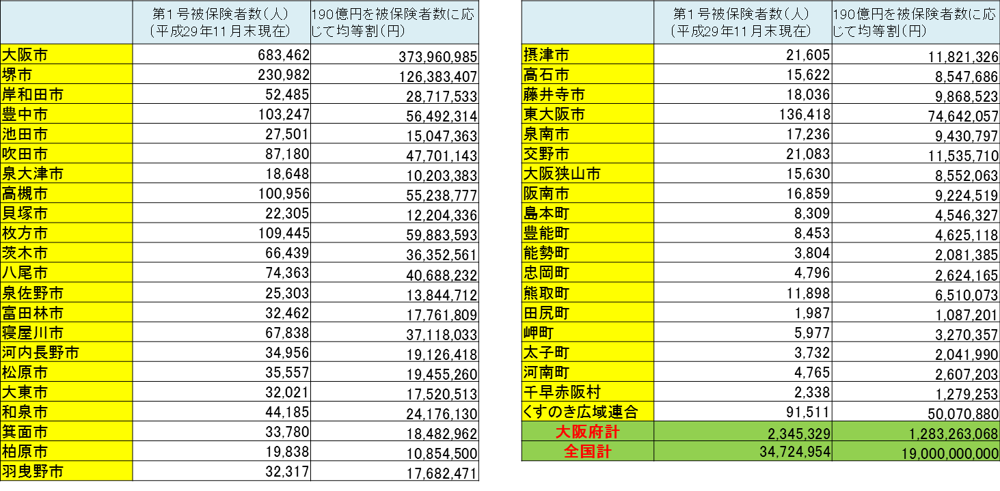 第1号被保険者数(人)
(平成29年11月末現在)
190億円を被保険者数に応
じて均等割(円)
大阪市 683,462 373,960,985
堺市 230,982 126,383,407
岸和田市 52,485 28,717,533
豊中市 103,247 56,492,314
池田市 27,501 15,047,363
吹田市 87,180 47,701,143
泉大津市 18,648 10,203,383
高槻市 100,956 55,238,777
貝塚市 22,305 12,204,336
枚方市 109,445 59,883,593
茨木市 66,439 36,352,561
八尾市 74,363 40,688,232
泉佐野市 25,303 13,844,712
富田林市 32,462 17,761,809
寝屋川市 67,838 37,118,033
河内長野市 34,956 19,126,418
松原市 35,557 19,455,260
大東市 32,021 17,520,513
和泉市 44,185 24,176,130
箕面市 33,780 18,482,962
柏原市 19,838 10,854,500
羽曳野市 32,317 17,682,471
第1号被保険者数(人)
(平成29年11月末現在)
190億円を被保険者数に応
じて均等割(円)
摂津市 21,605 11,821,326
高石市 15,622 8,547,686
藤井寺市 18,036 9,868,523
東大阪市 136,418 74,642,057
泉南市 17,236 9,430,797
交野市 21,083 11,535,710
大阪狭山市 15,630 8,552,063
阪南市 16,859 9,224,519
島本町 8,309 4,546,327
豊能町 8,453 4,625,118
能勢町 3,804 2,081,385
忠岡町 4,796 2,624,165
熊取町 11,898 6,510,073
田尻町 1,987 1,087,201
岬町 5,977 3,270,357
太子町 3,732 2,041,990
河南町 4,765 2,607,203
千早赤阪村 2,338 1,279,253
くすのき広域連合 91,511 50,070,880
大阪府計 2,345,329 1,283,263,068
全国計 34,724,954 19,000,000,000